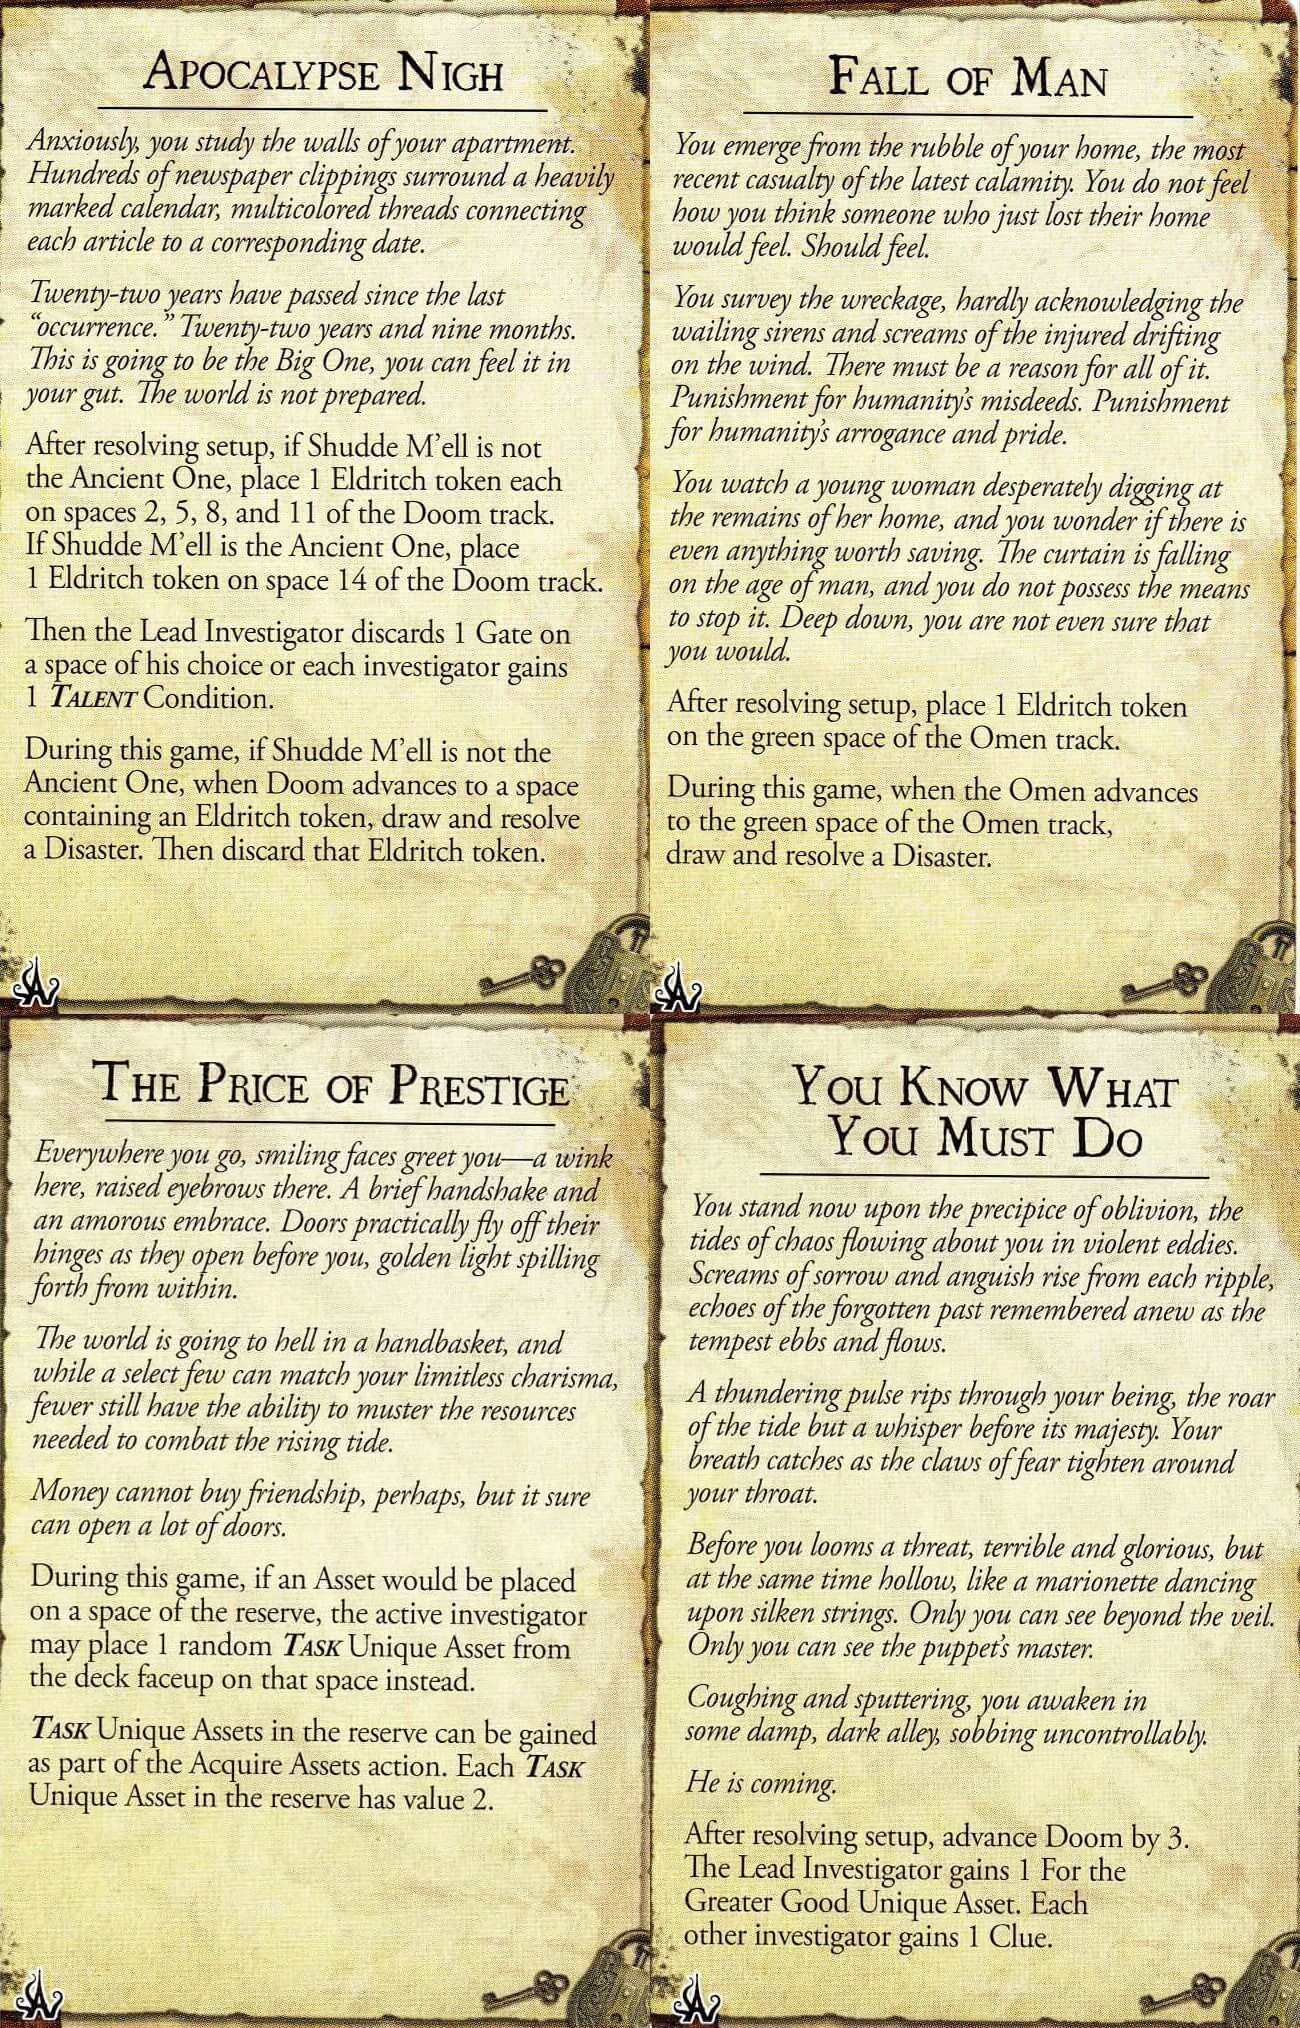 APOCALYPSE NIGH
Anxiously, you study the walls of your apartment.
Hundreds of newspaper clippings surround a heavily
marked calendar, multicolored threads connecting
each article to a corresponding date.
Twenty-two years have passed since the last
“occurrence.” Twenty-two years and nine months.
This is going to be the Big One, you can feel it in
your gut. The world is not prepared.
After resolving setup, if Shudde M’ell is not
the Ancient One, place 1 Eldritch token each
on spaces 2, 5, 8, and 11 of the Doom track.
If Shudde M’ell is the Ancient One, place
1 Eldritch token on space 14 of the Doom track.
Then the Lead Investigator discards 1 Gate on
a space of his choice or each investigator gains
1 TALENT Condition.
During this game, if Shudde M’ell is not the
Ancient One, when Doom advances to a space
containing an Eldritch token, draw and resolve
a Disaster. Then discard that Eldritch token.
FALL OF MAN
You emerge from the rubble of your home, the most
recent casualty of the latest calamity. You do not feel
how you think someone who just lost their home
would feel. Should feel.
You survey the wreckage, hardly acknowledging the
wailing sirens and screams of the injured drifting
on the wind. There must be a reason for all of it.
Punishment for humanity’s misdeeds. Punishment
for humanity’s arrogance and pride.
You watch a young woman desperately digging at
the remains of her home, and you wonder if there is
even anything worth saving. The curtain is falling
on the age of man, and you do not possess the means
to stop it. Deep down, you are not even sure that
you would.
After resolving setup, place 1 Eldritch token
on the green space of the Omen track.
During this game, when the Omen advances
to the green space of the Omen track,
draw and resolve a Disaster.
THE PRICE OF PRESTIGE
Everywhere you go, smiling faces greet you—a wink
here, raised eyebrows there. A brief handshake and
an amorous embrace. Doors practically fly off their
hinges as they open before you, golden light spilling
forth from within.
The world is going to hell in a handbasket, and
while a select few can match your limitless charisma,
fewer still have the ability to muster the resources
needed to combat the rising tide.
Money cannot buy friendship, perhaps, but it sure
can open a lot of doors.
During this game, if an Asset would be placed
on a space of the reserve, the active investigator
may place 1 random TASK Unique Asset from
the deck faceup on that space instead.
TASK Unique Assets in the reserve can be gained
as part of the Acquire Assets action. Each TASK
Unique Asset in the reserve has value 2.
YOU KNOW WHAT
YOU MUST DO
You stand now upon the precipice of oblivion, the
tides of chaos flowing about you in violent eddies.
Screams of sorrow and anguish rise from each ripple,
echoes of the forgotten past remembered anew as the
tempest ebbs and flows.
A thundering pulse rips through your being, the roar
of the tide but a whisper before its majesty. Your
breath catches as the claws of fear tighten around
your throat.
Before you looms a threat, terrible and glorious, but
at the same time hollow, like a marionette dancing
upon silken strings. Only you can see beyond the veil.
Only you can see the puppet’s master.
Coughing and sputtering, you awaken in
some damp, dark alley, sobbing uncontrollably.
He is coming.
After resolving setup, advance Doom by 3.
The Lead Investigator gains 1 For the
Greater Good Unique Asset. Each
other investigator gains 1 Clue.